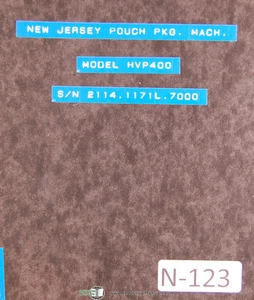 NEW JERSEY POUCH PKG. MACH.
MODEL HVP400
S/N 2114.1171L.7000
N-123